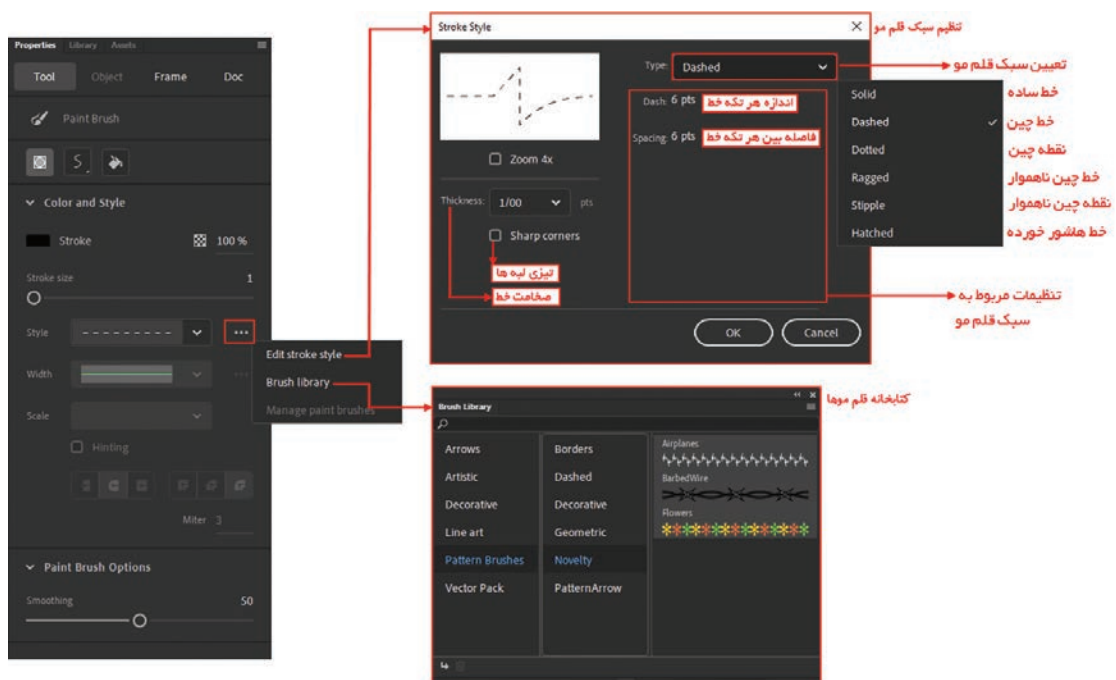 Properties Library Assets
Tool Object Frame Doc
Paint Brush
Color and Style
Stroke 100 %
Stroke size 1
Style
Width
Scale
Hinting
Miter 3
Paint Brush Options
Smoothing 50
Edit stroke style
Brush library
Manage paint brushes
Stroke Style
تنظیم سبک قلم مو
Type: Dashed
تعیین سبک قلم مو
Dash: 6 pts اندازه هر تکه خط
Spacing: 6 pts فاصله بین هر تکه خط
Zoom 4x
Thickness: 1/00 pts
Sharp corners
تیزی لبه ها
ضخامت خط
OK Cancel
Solid خط ساده
Dashed خط چین
Dotted نقطه چین
Ragged خط چین ناهموار
Stipple نقطه چین ناهموار
Hatched خط هاشور خورده
تنظیمات مربوط به
سبک قلم مو
کتابخانه قلم موها
Brush Library
Arrows
Artistic
Decorative
Line art
Pattern Brushes
Vector Pack
Borders
Dashed
Decorative
Geometric
Novelty
PatternArrow
Airplanes
BarbedWire
Flowers